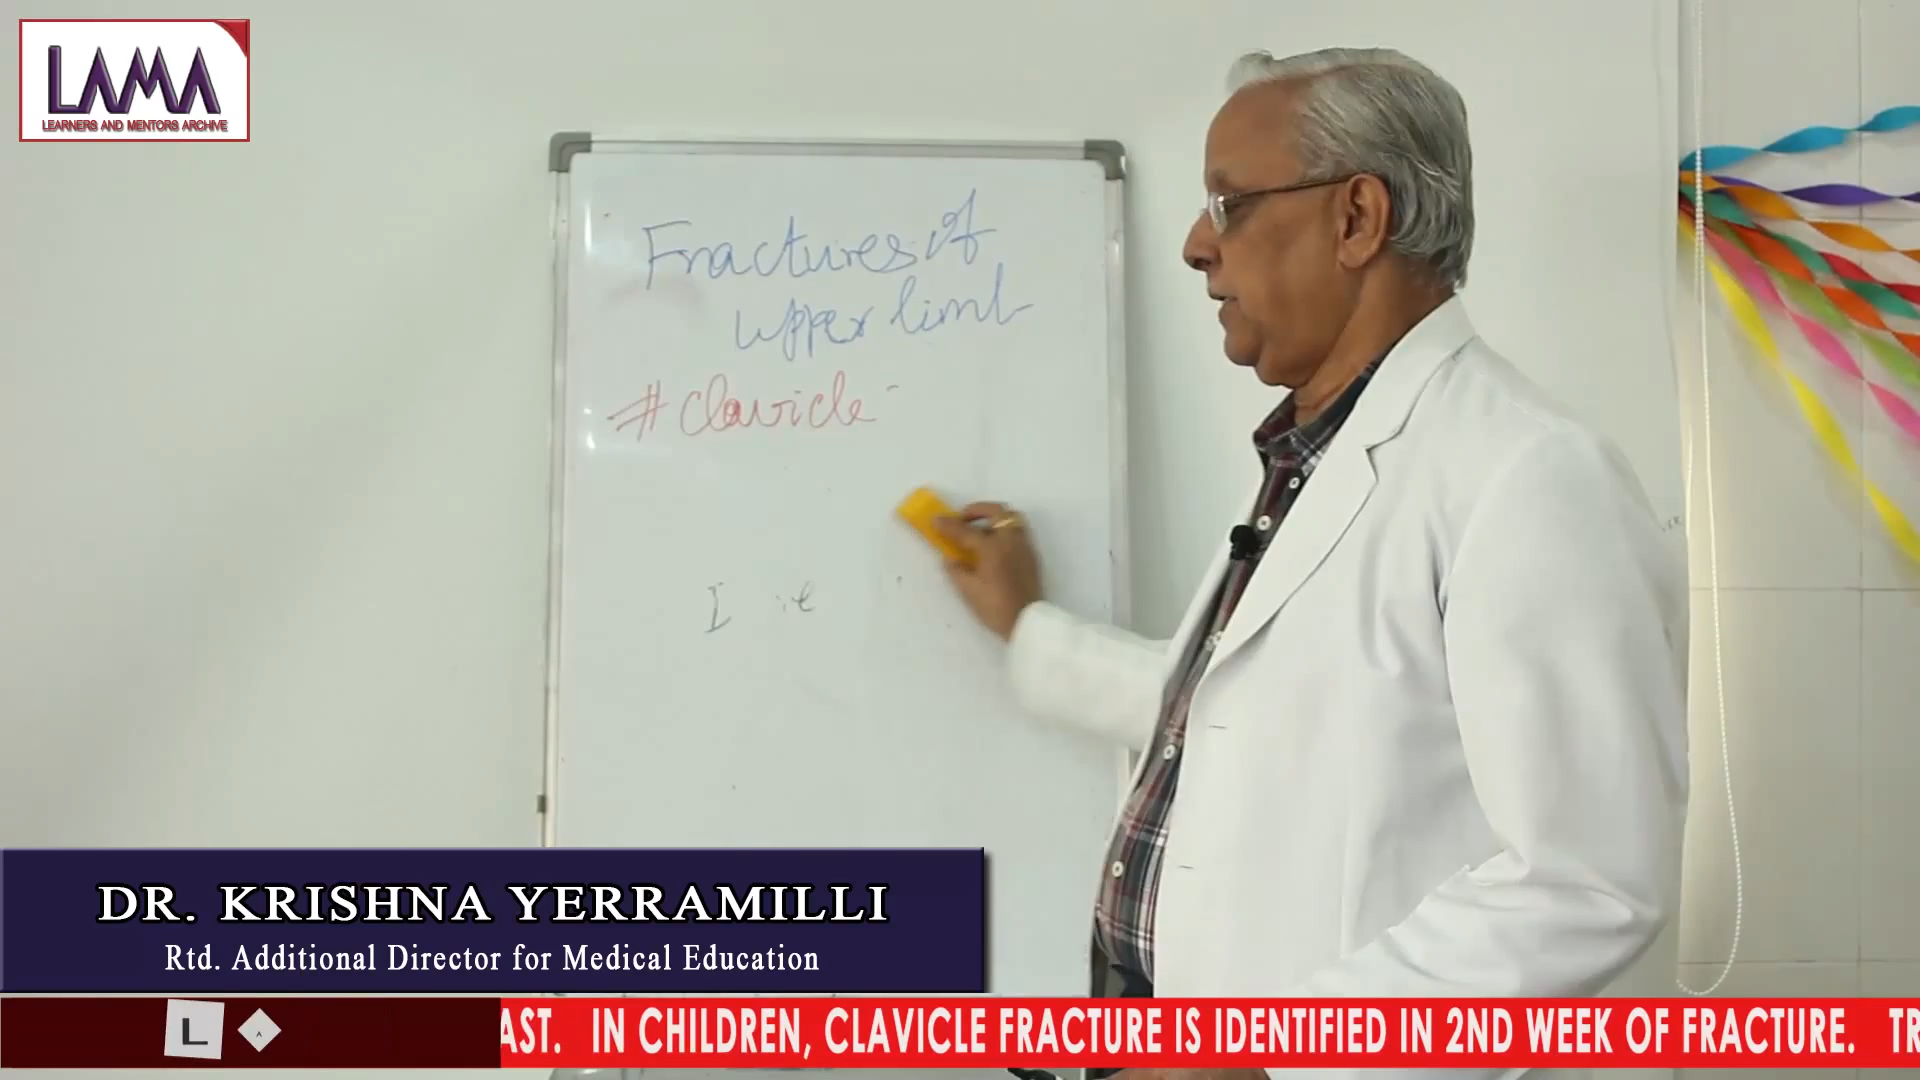 LAMA
LEARNERS AND MENTORS ARCHIVE
Fractures of
upper limb
# clavicle
I
DR. KRISHNA YERRAMILLI
Rtd. Additional Director for Medical Education
L
AST. IN CHILDREN, CLAVICLE FRACTURE IS IDENTIFIED IN 2ND WEEK OF FRACTURE. TR